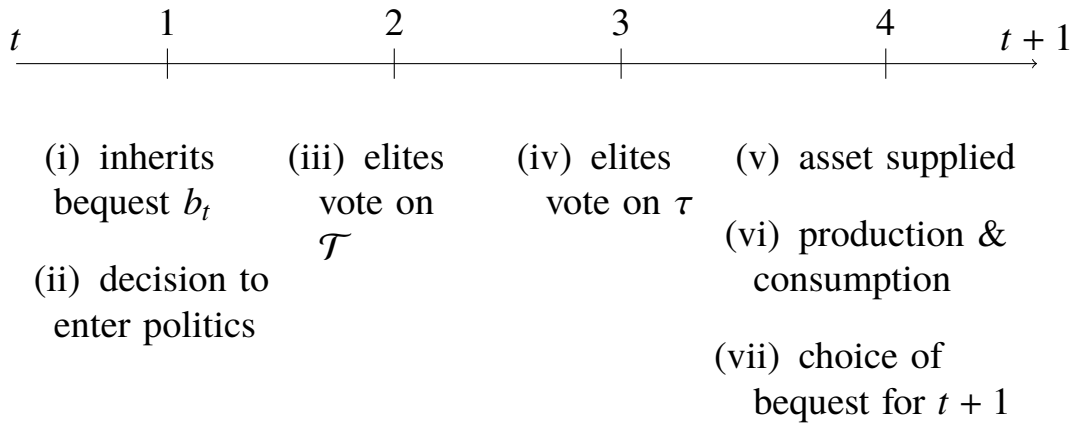 t
1
2
3
4
t + 1
(i) inherits
bequest bₜ
(ii) decision to
enter politics
(iii) elites
vote on
𝒯
(iv) elites
vote on τ
(v) asset supplied
(vi) production &
consumption
(vii) choice of
bequest for t + 1